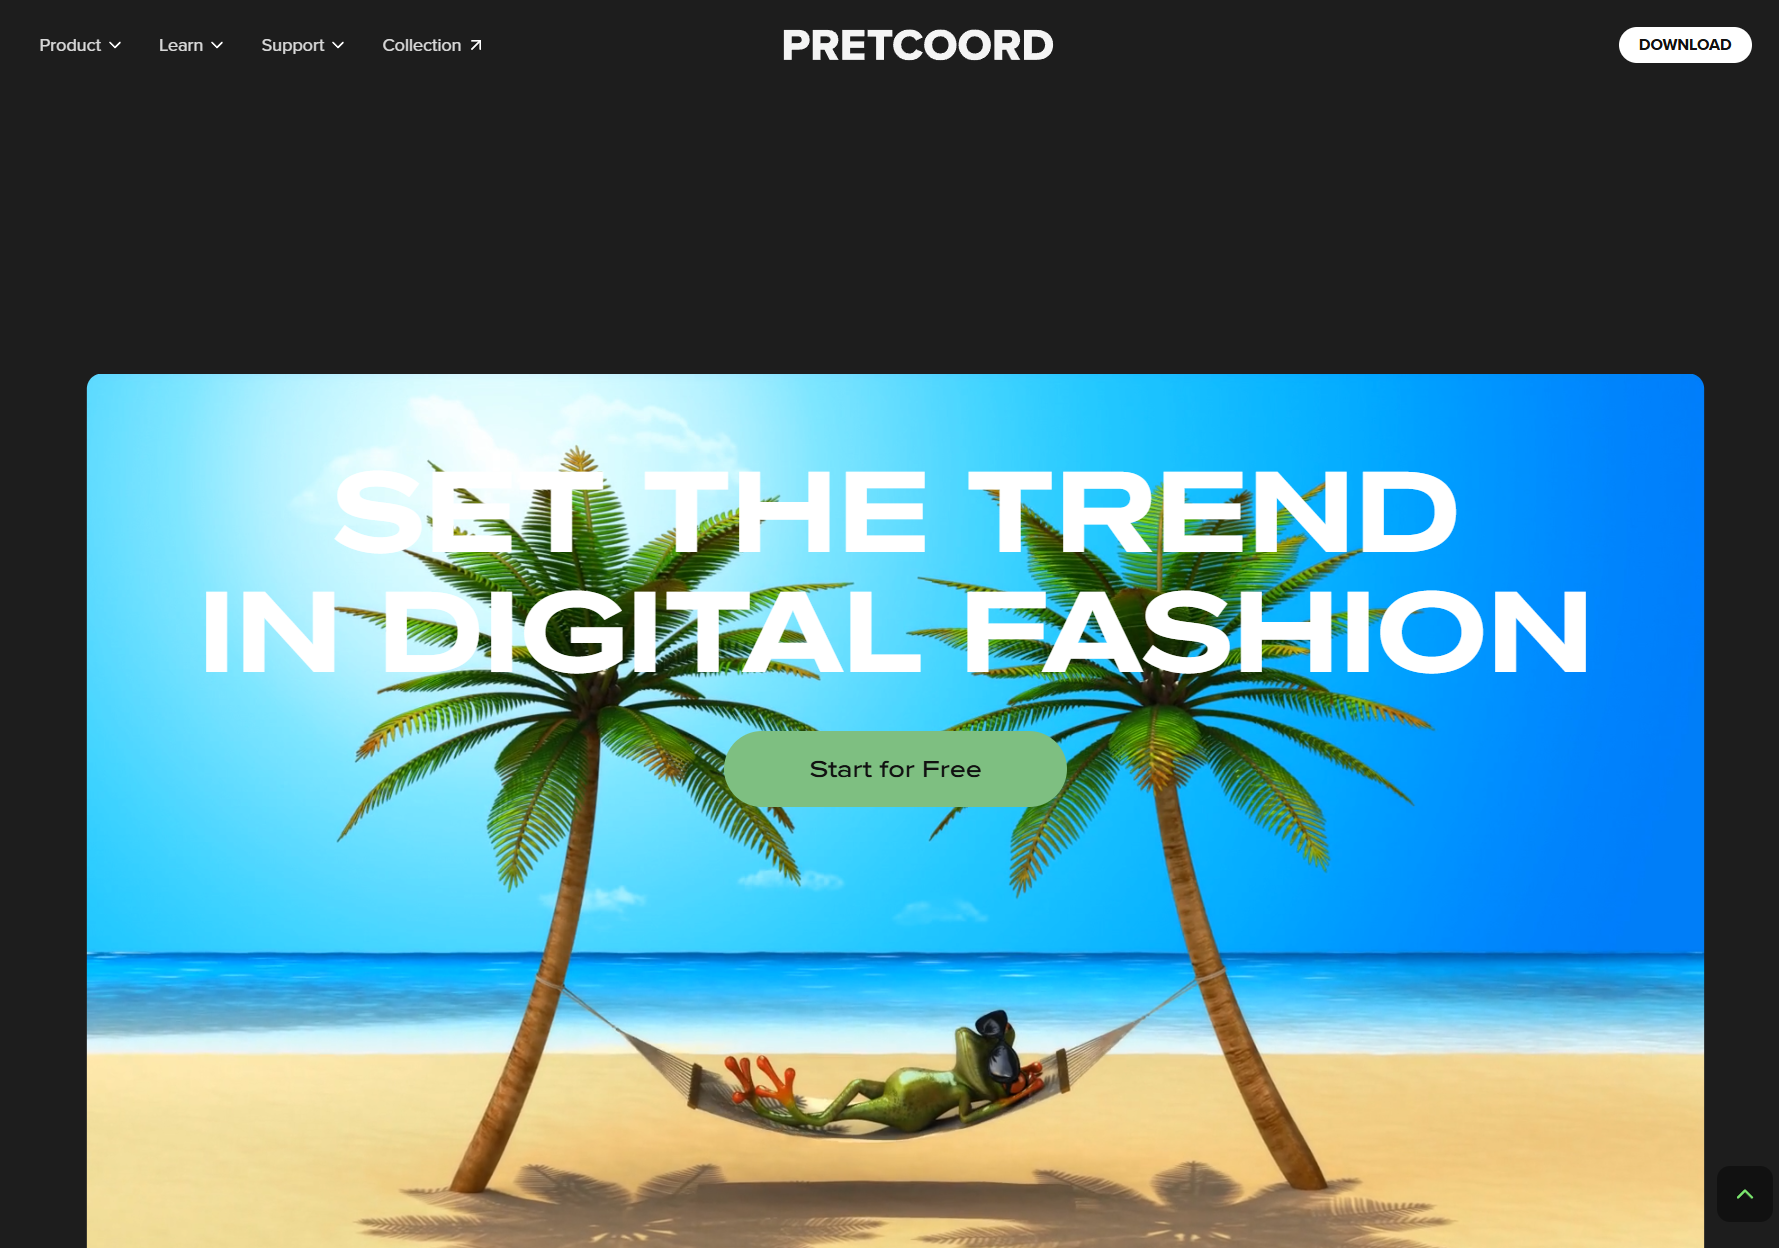 Product
Learn
Support
Collection
PRETCOORD
DOWNLOAD
SET THE TREND
IN DIGITAL FASHION
Start for Free